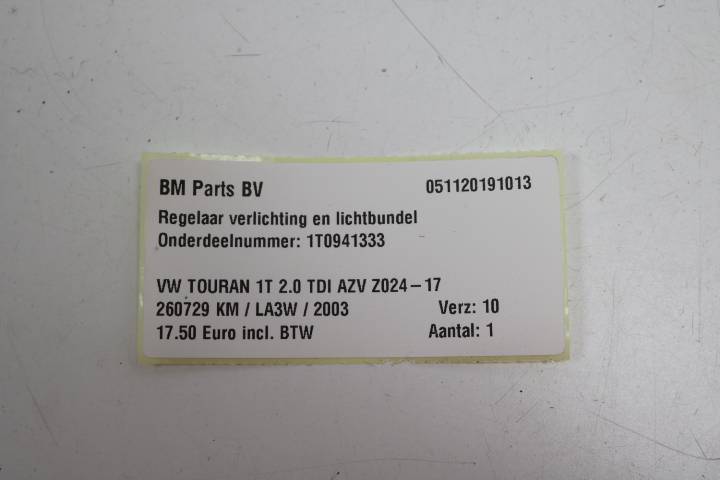 BM Parts BV 051120191013
Regelaar verlichting en lichtbundel
Onderdeelnummer: 1T0941333
VW TOURAN 1T 2.0 TDI AZV Z024-17
260729 KM / LA3W / 2003 Verz: 10
17.50 Euro incl. BTW Aantal: 1